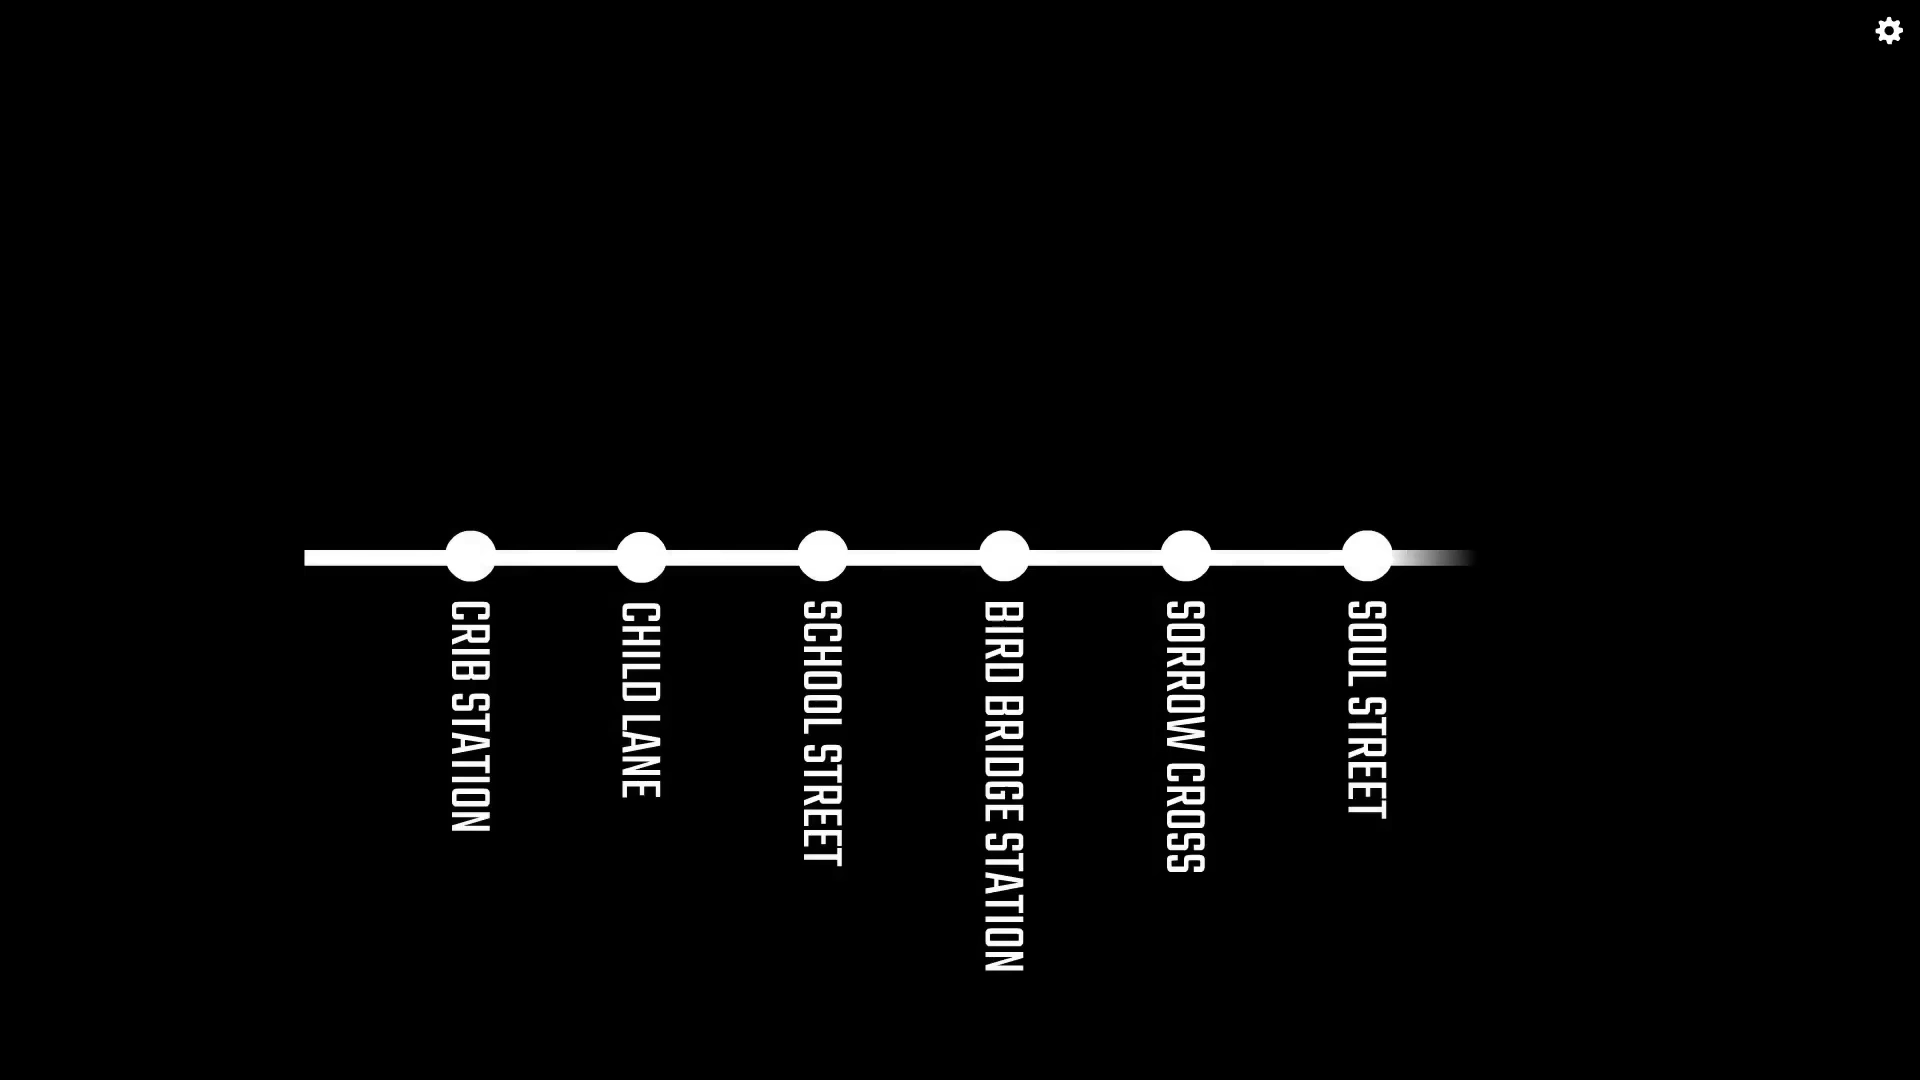 CRIB STATION
CHILD LANE
SCHOOL STREET
BIRD BRIDGE STATION
SORROW CROSS
SOUL STREET